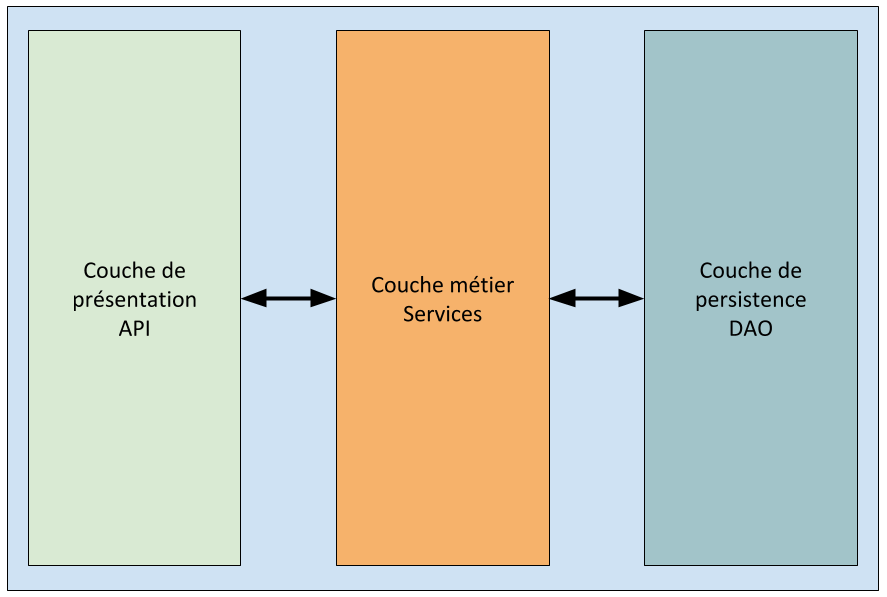 Couche de
présentation
API
Couche métier
Services
Couche de
persistence
DAO